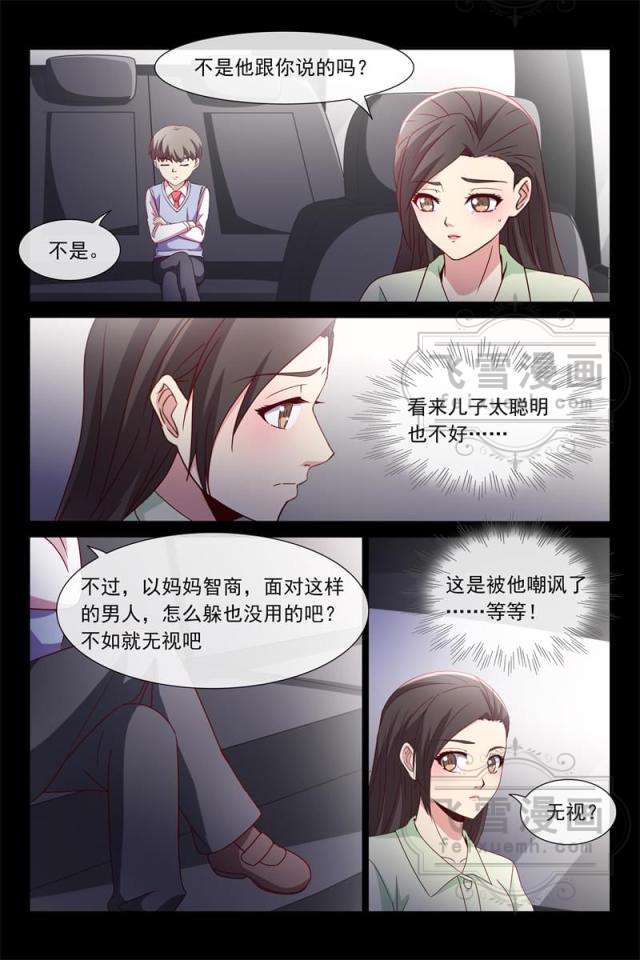 不是他跟你说的吗？
不是。
飞雪漫画
看来儿子太聪明
也不好……
不过，以妈妈智商，面对这样
的男人，怎么躲也没用的吧？
不如就无视吧
这是被他嘲讽了
……等等！
无视？
飞雪漫画
feixuemh.com